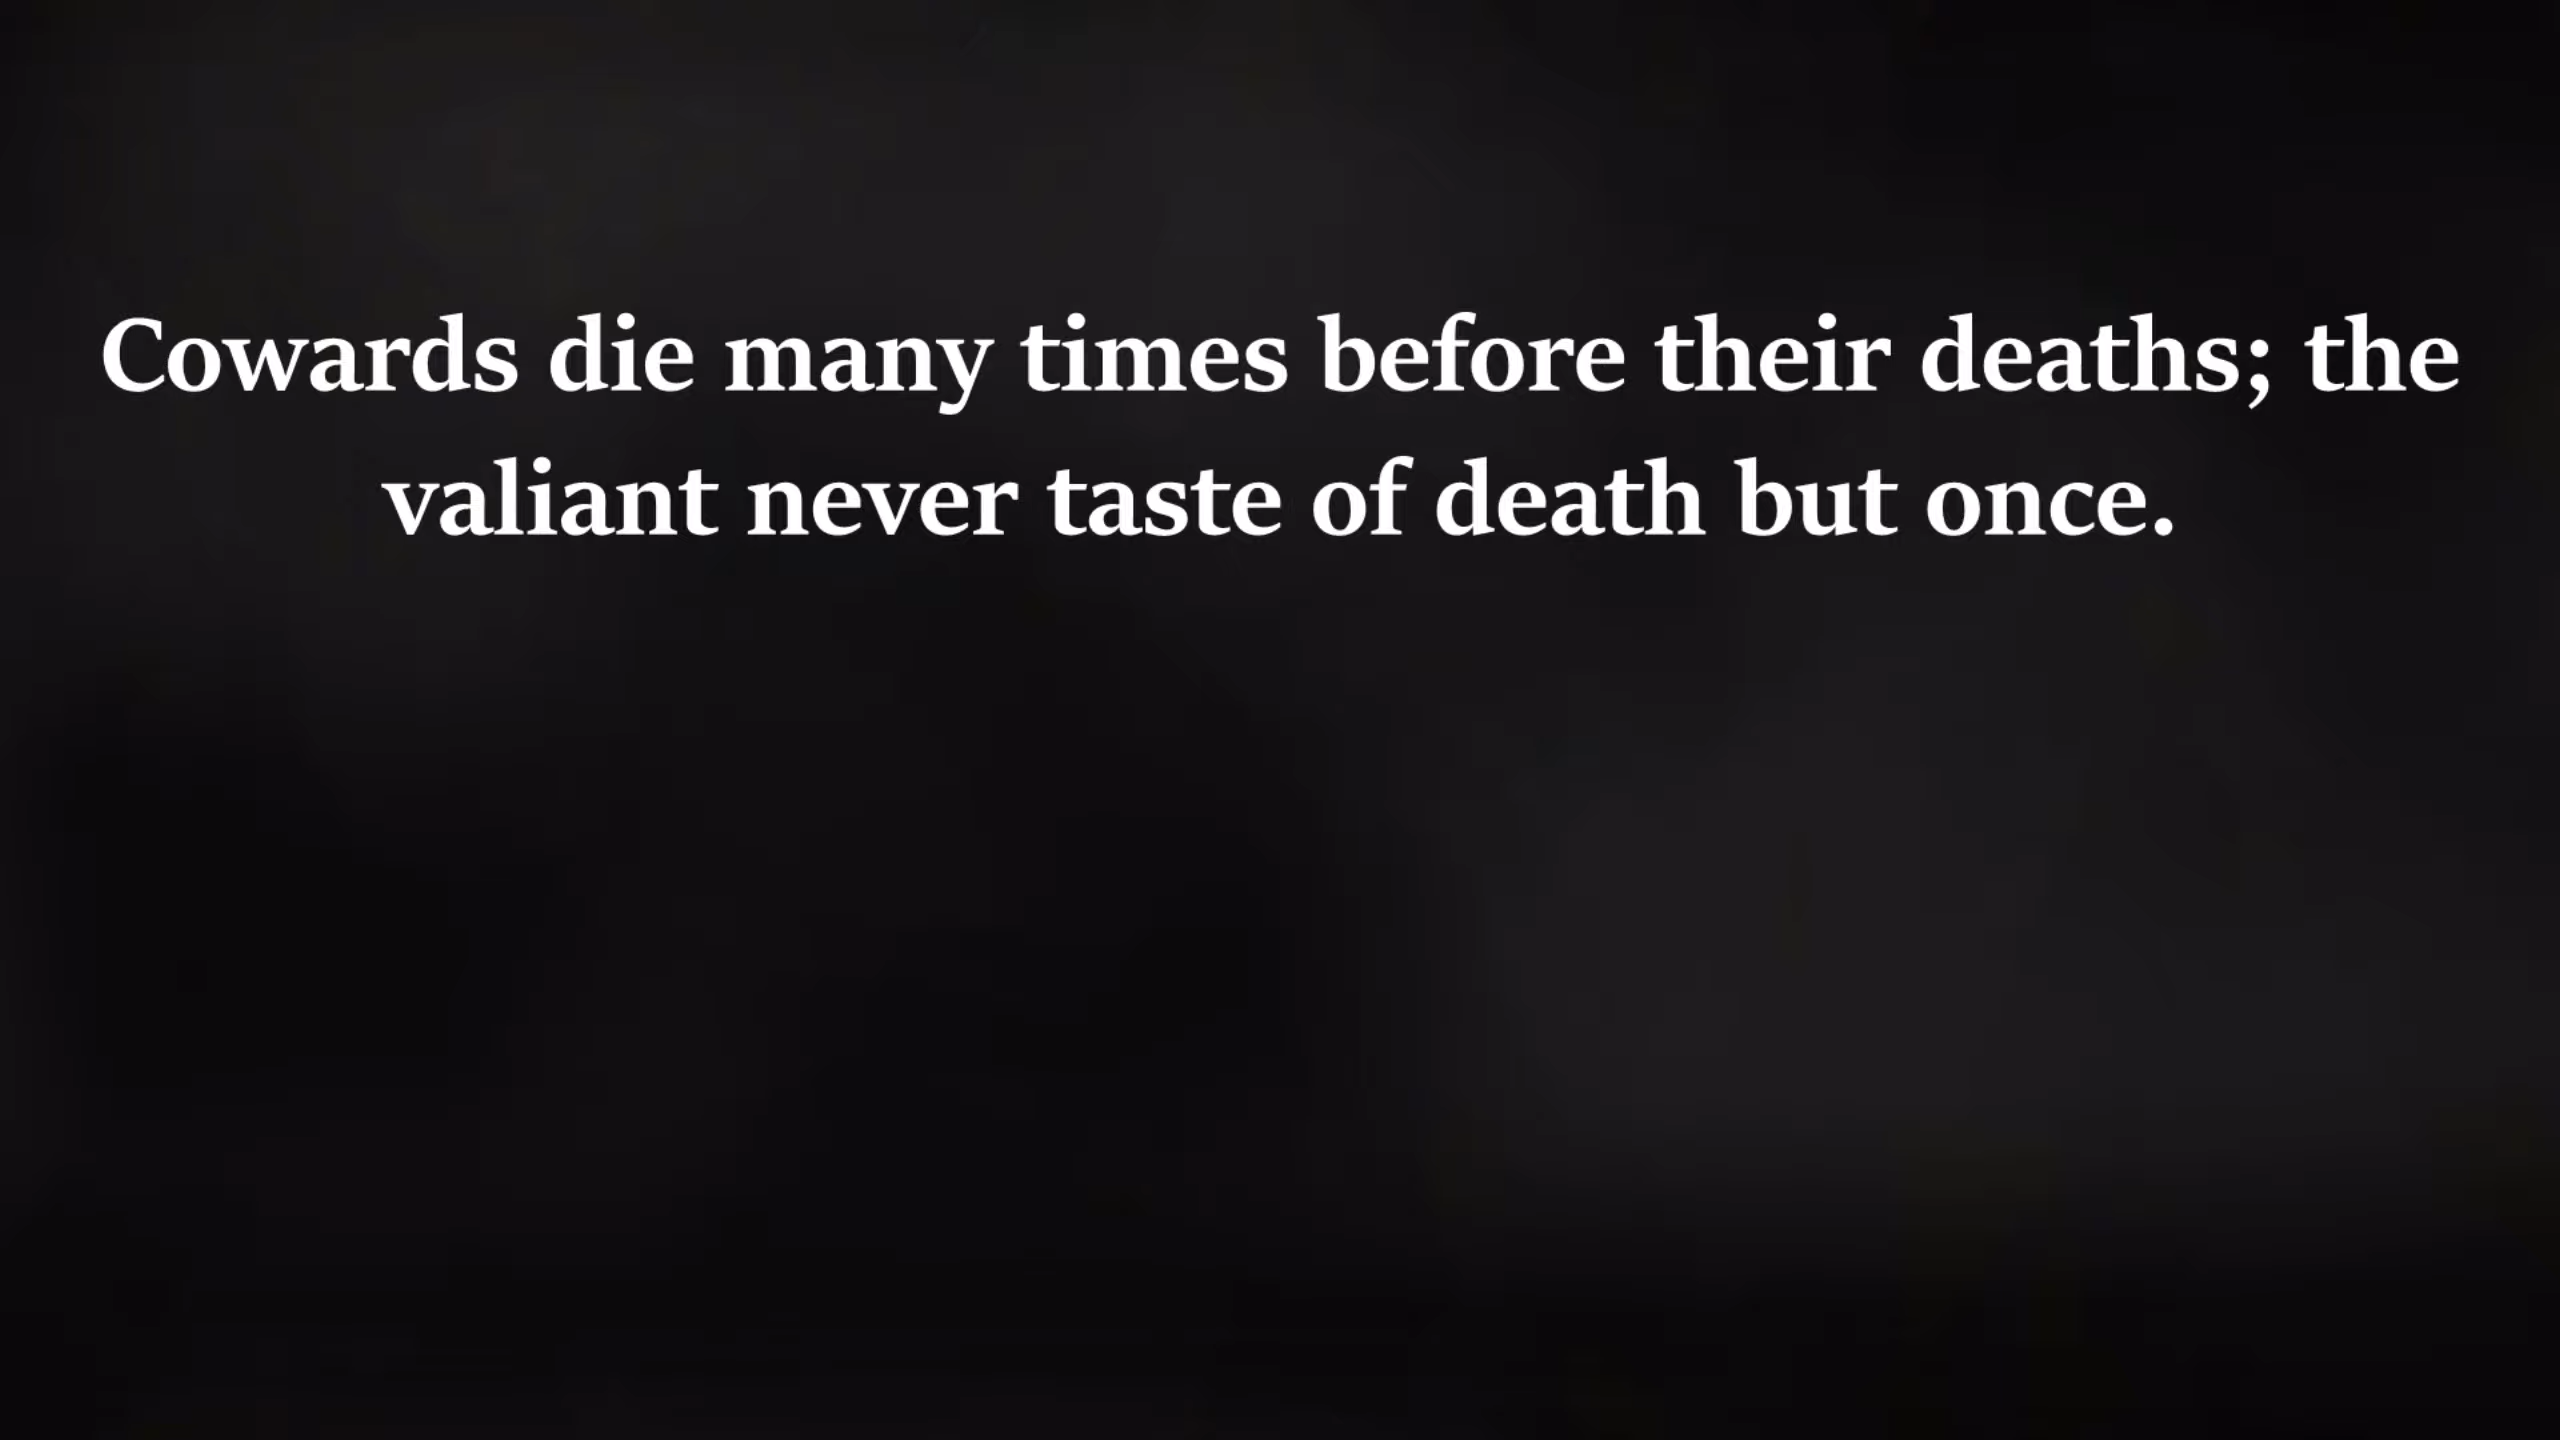 Cowards die many times before their deaths; the
valiant never taste of death but once.